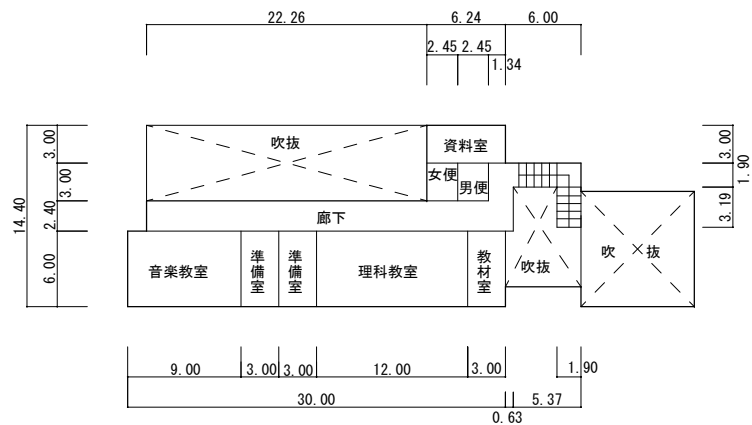 22.26
6.24
6.00
2.45
2.45
1.34
14.40
3.00
3.00
2.40
6.00
吹抜
資料室
女便
男便
廊下
音楽教室
準備室
準備室
理科教室
教材室
吹抜
吹 抜
3.00
1.90
3.19
9.00
3.00
3.00
12.00
3.00
1.90
30.00
0.63
5.37